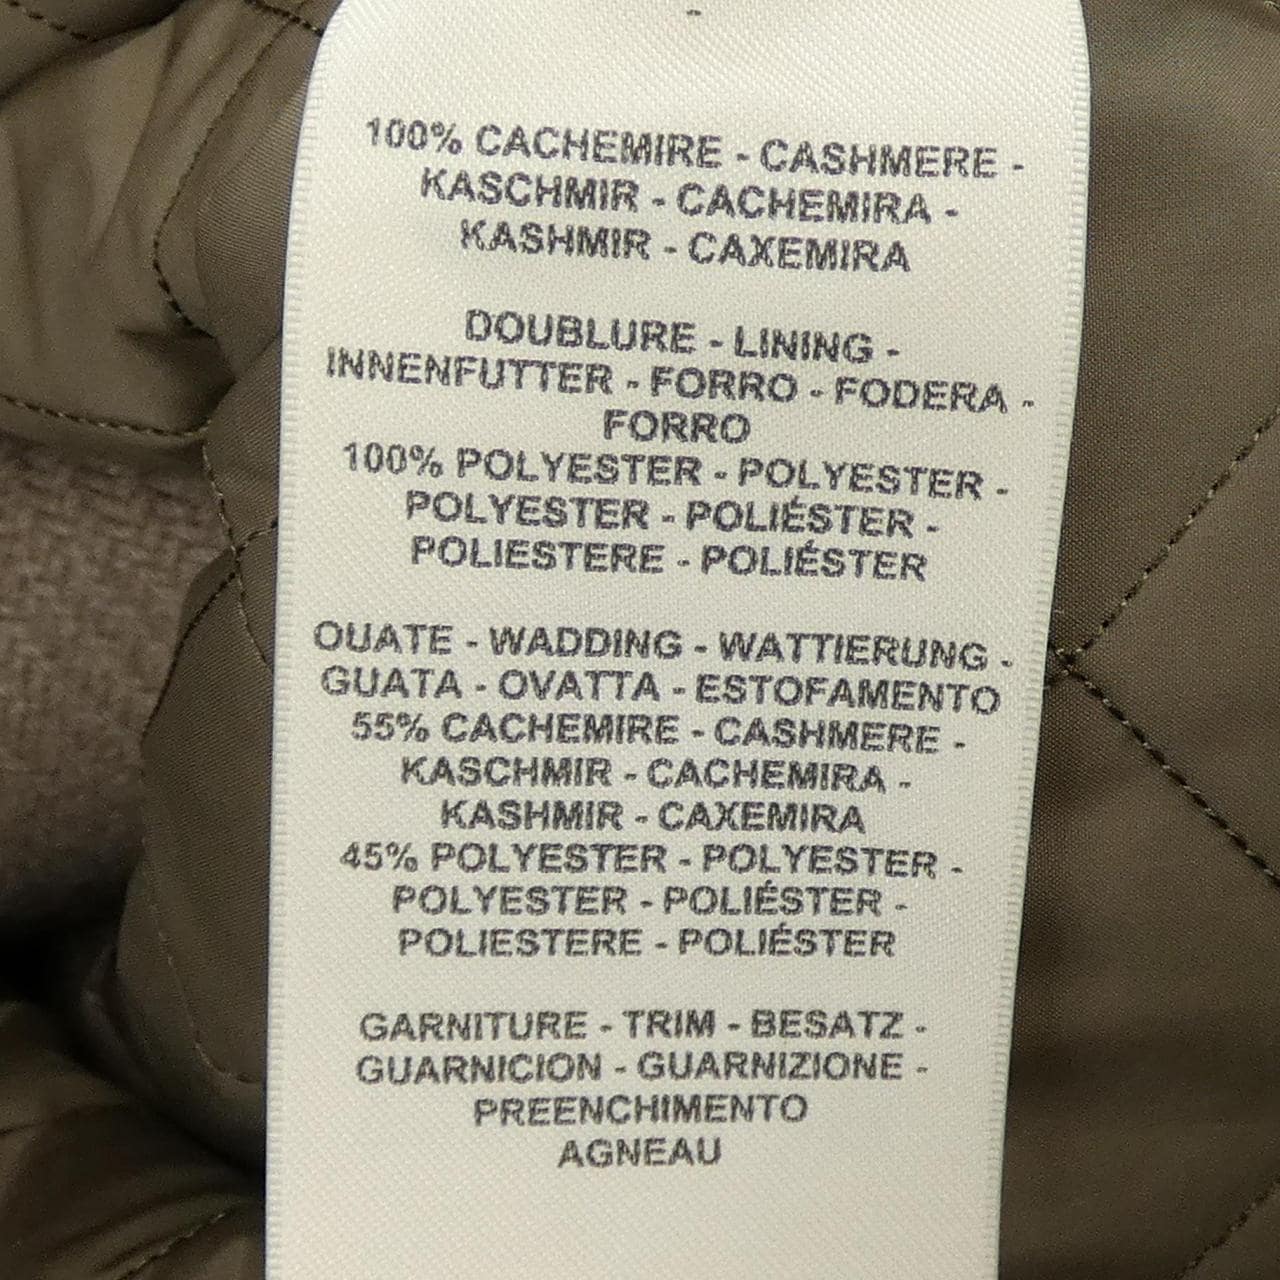 100% CACHEMIRE - CASHMERE -
KASCHMIR - CACHEMIRA -
KASHMIR - CAXEMIRA
DOUBLURE - LINING -
INNENFUTTER - FORRO - FODERA -
FORRO
100% POLYESTER - POLYESTER -
POLYESTER - POLIÉSTER -
POLIESTERE - POLIÉSTER
OUATE - WADDING - WATTIERUNG -
GUATA - OVATTA - ESTOFAMENTO
55% CACHEMIRE - CASHMERE -
KASCHMIR - CACHEMIRA -
KASHMIR - CAXEMIRA
45% POLYESTER - POLYESTER -
POLYESTER - POLIÉSTER -
POLIESTERE - POLIÉSTER
GARNITURE - TRIM - BESATZ -
GUARNICION - GUARNIZIONE -
PREENCHIMENTO
AGNEAU